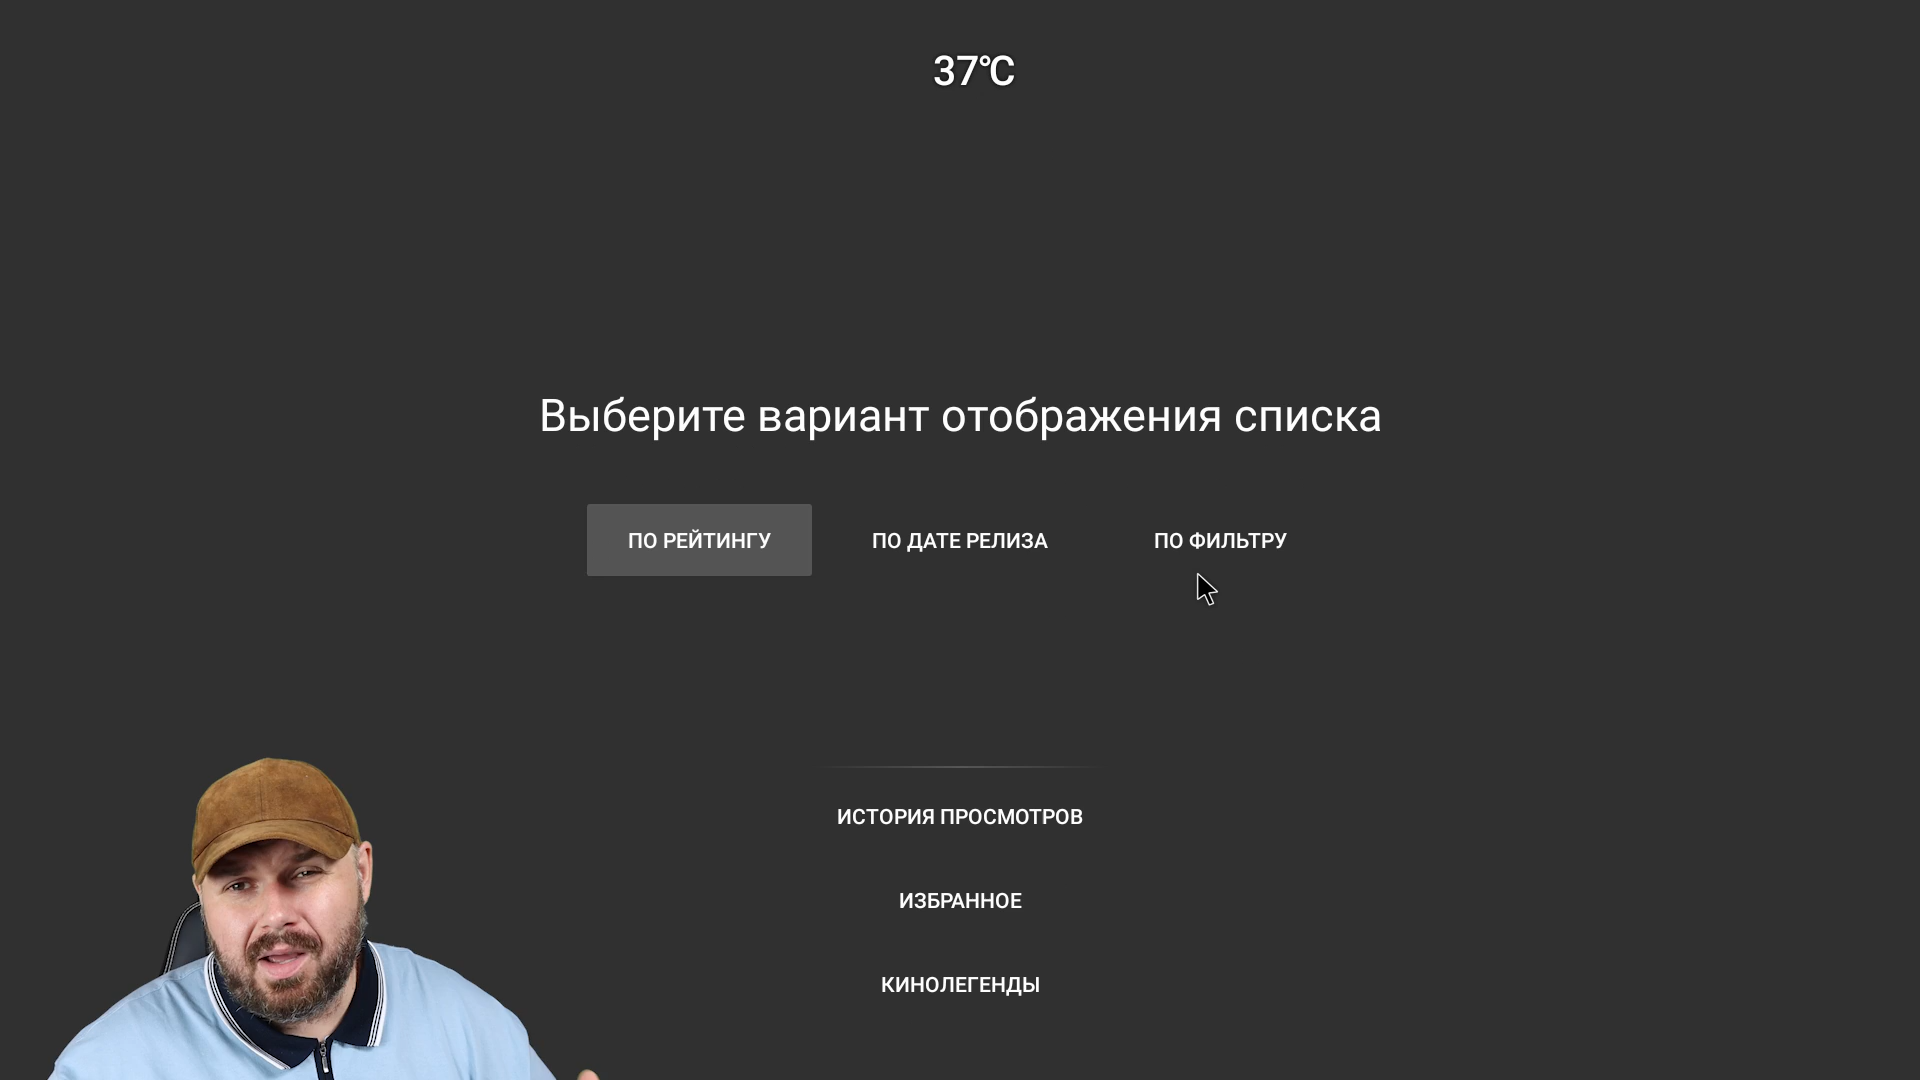 37°C
Выберите вариант отображения списка
ПО РЕЙТИНГУ ПО ДАТЕ РЕЛИЗА ПО ФИЛЬТРУ
ИСТОРИЯ ПРОСМОТРОВ
ИЗБРАННОЕ
КИНОЛЕГЕНДЫ